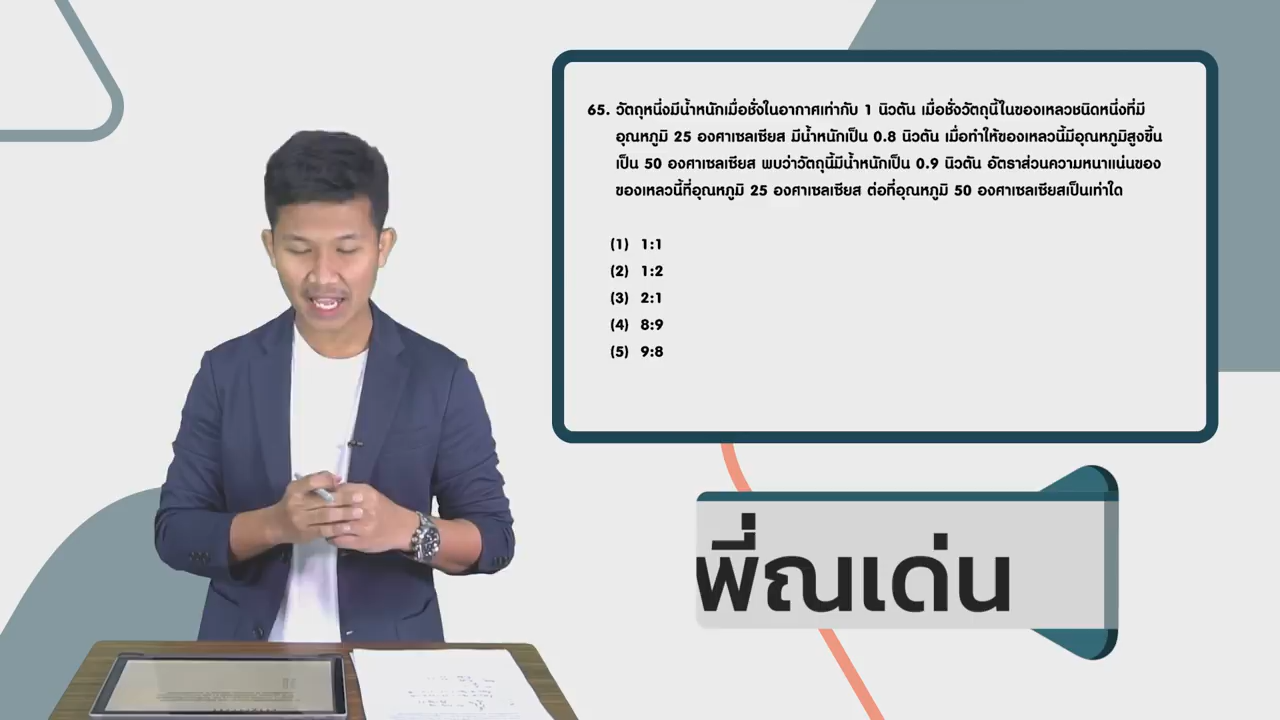 65. วัตถุหนึ่งมีน้ำหนักเมื่อชั่งในอากาศเท่ากับ 1 นิวตัน เมื่อชั่งวัตถุนี้ในของเหลวชนิดหนึ่งที่มี
อุณหภูมิ 25 องศาเซลเซียส มีน้ำหนักเป็น 0.8 นิวตัน เมื่อทำให้ของเหลวนี้มีอุณหภูมิสูงขึ้น
เป็น 50 องศาเซลเซียส พบว่าวัตถุนี้มีน้ำหนักเป็น 0.9 นิวตัน อัตราส่วนความหนาแน่นของ
ของเหลวนี้ที่อุณหภูมิ 25 องศาเซลเซียส ต่อที่อุณหภูมิ 50 องศาเซลเซียสเป็นเท่าใด
(1) 1:1
(2) 1:2
(3) 2:1
(4) 8:9
(5) 9:8
พี่ณเด่น